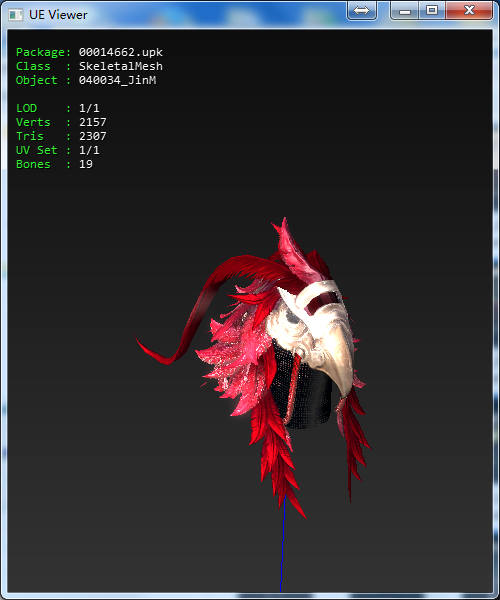 UE Viewer
Package: 00014662.upk
Class : SkeletalMesh
Object : 040034_JinM
LOD : 1/1
Verts : 2157
Tris : 2307
UV Set : 1/1
Bones : 19